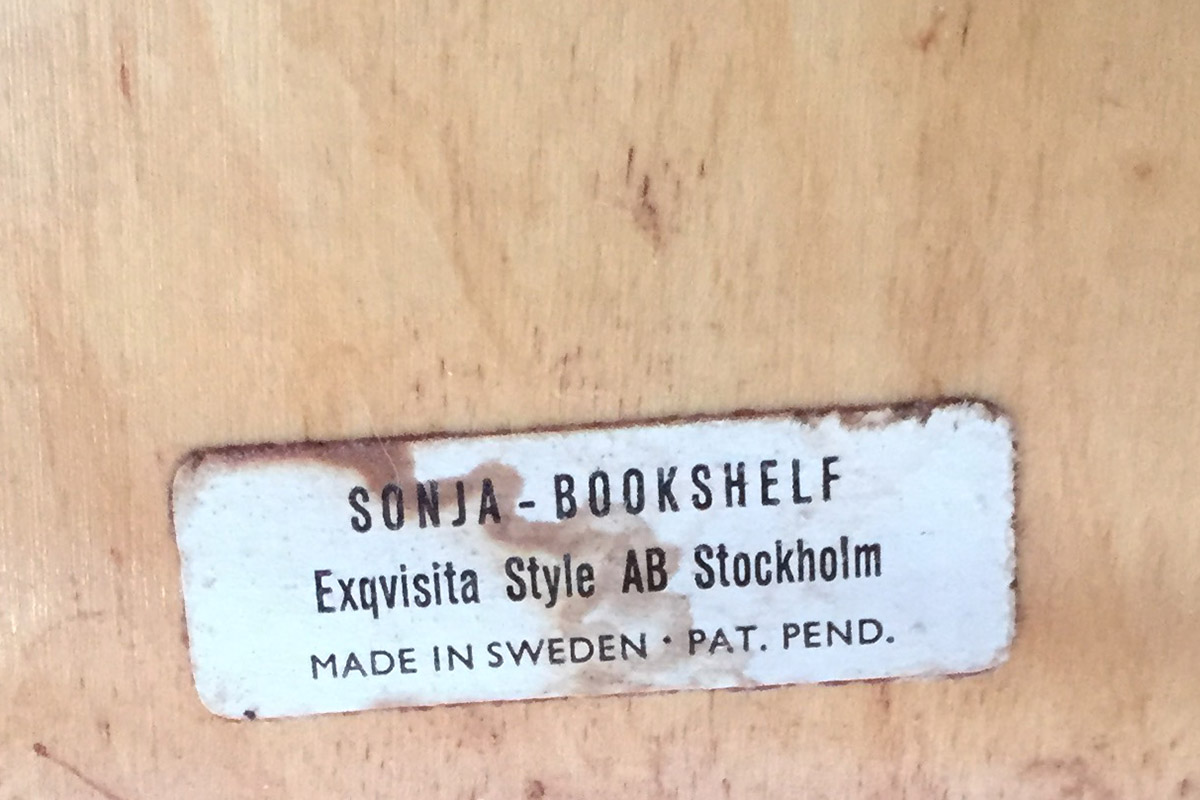 SONJA - BOOKSHELF
Exqvisita Style AB Stockholm
MADE IN SWEDEN · PAT. PEND.